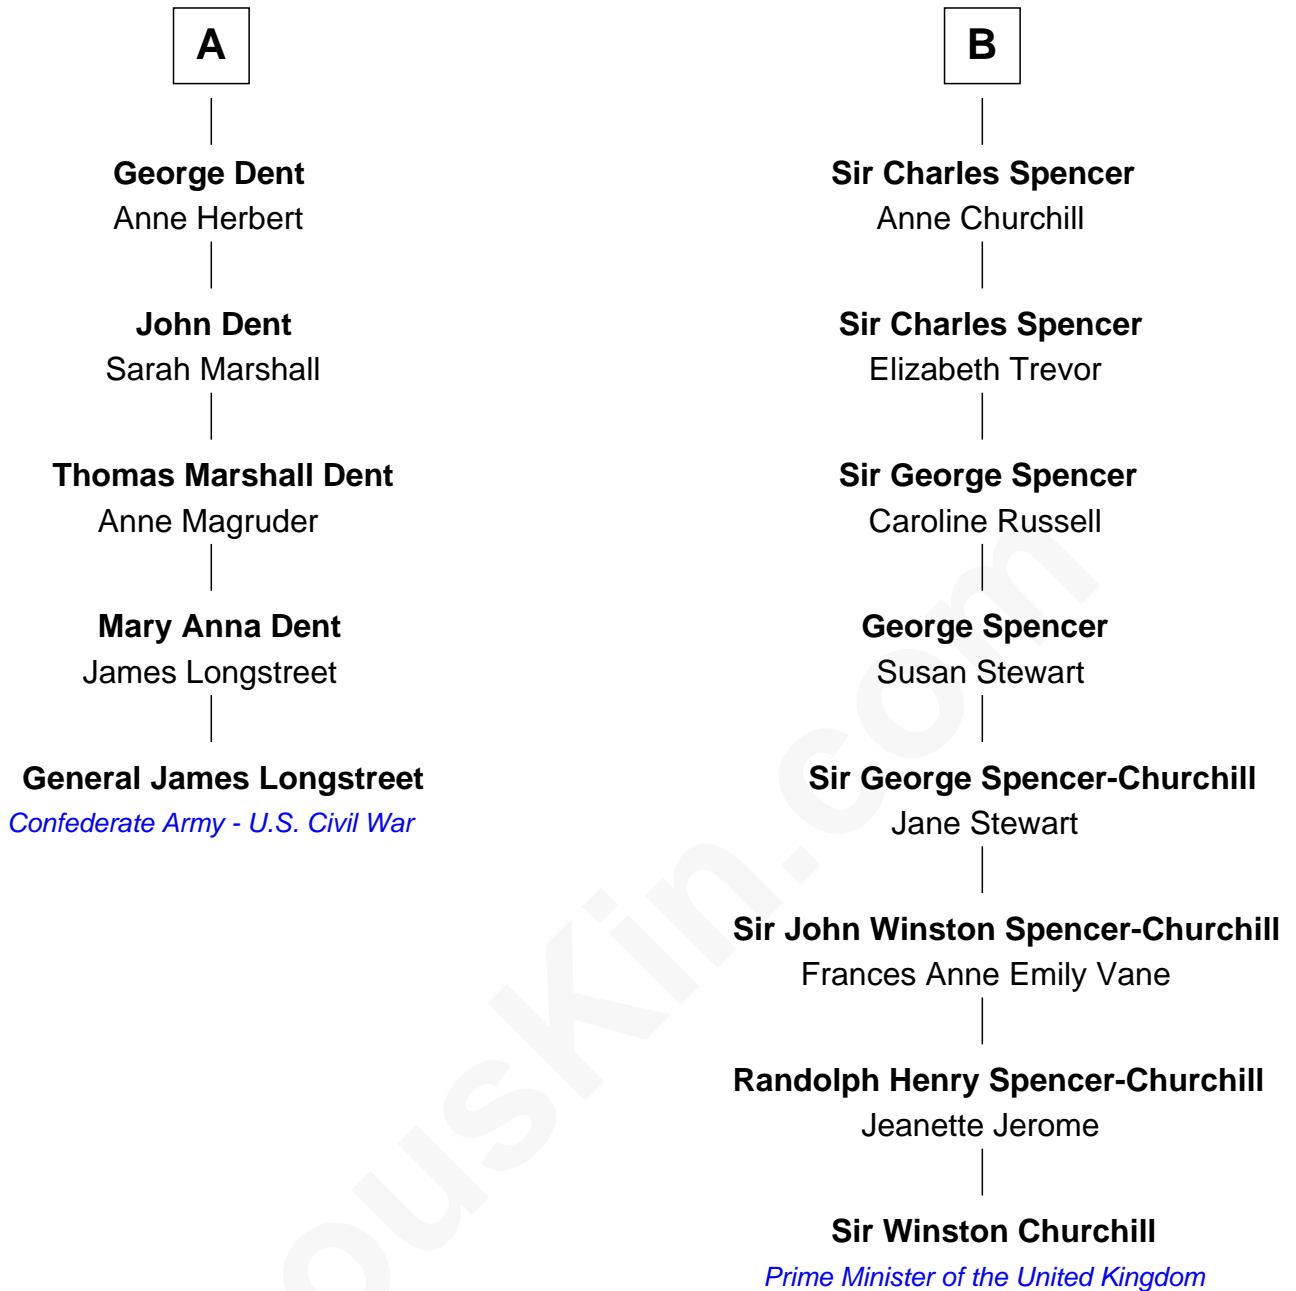 A
George Dent
Anne Herbert
John Dent
Sarah Marshall
Thomas Marshall Dent
Anne Magruder
Mary Anna Dent
James Longstreet
General James Longstreet
Confederate Army - U.S. Civil War
B
Sir Charles Spencer
Anne Churchill
Sir Charles Spencer
Elizabeth Trevor
Sir George Spencer
Caroline Russell
George Spencer
Susan Stewart
Sir George Spencer-Churchill
Jane Stewart
Sir John Winston Spencer-Churchill
Frances Anne Emily Vane
Randolph Henry Spencer-Churchill
Jeanette Jerome
Sir Winston Churchill
Prime Minister of the United Kingdom
ousKin.com